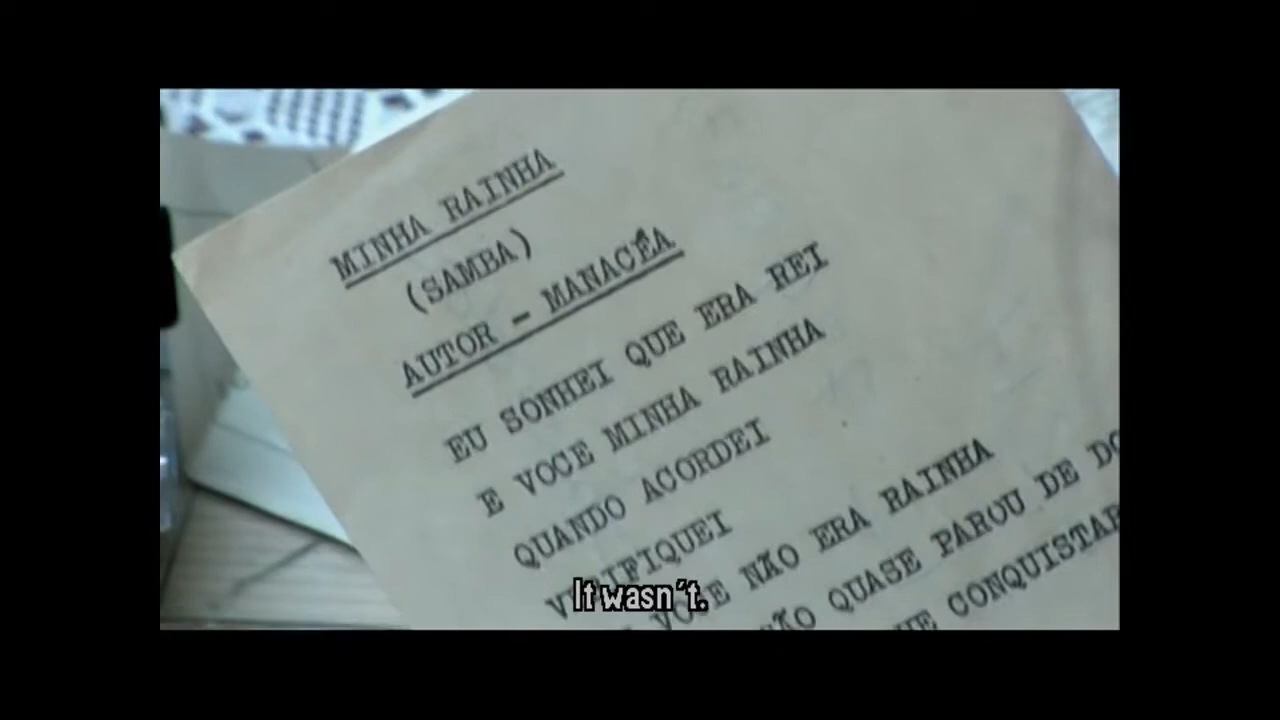 MINHA RAINHA
(SAMBA)
AUTOR - MANACÉA
EU SONHEI QUE ERA REI
E VOCE MINHA RAINHA
QUANDO ACORDEI
VERIFIQUEI
VOCE NÃO ERA RAINHA
QUASE PAROU DE
CONQUISTAR
It wasn´t.